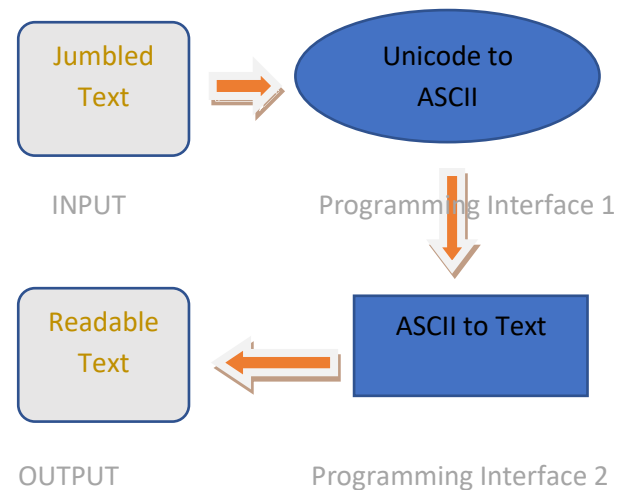 Jumbled
Text
Unicode to
ASCII
INPUT
Programming Interface 1
Readable
Text
ASCII to Text
OUTPUT
Programming Interface 2